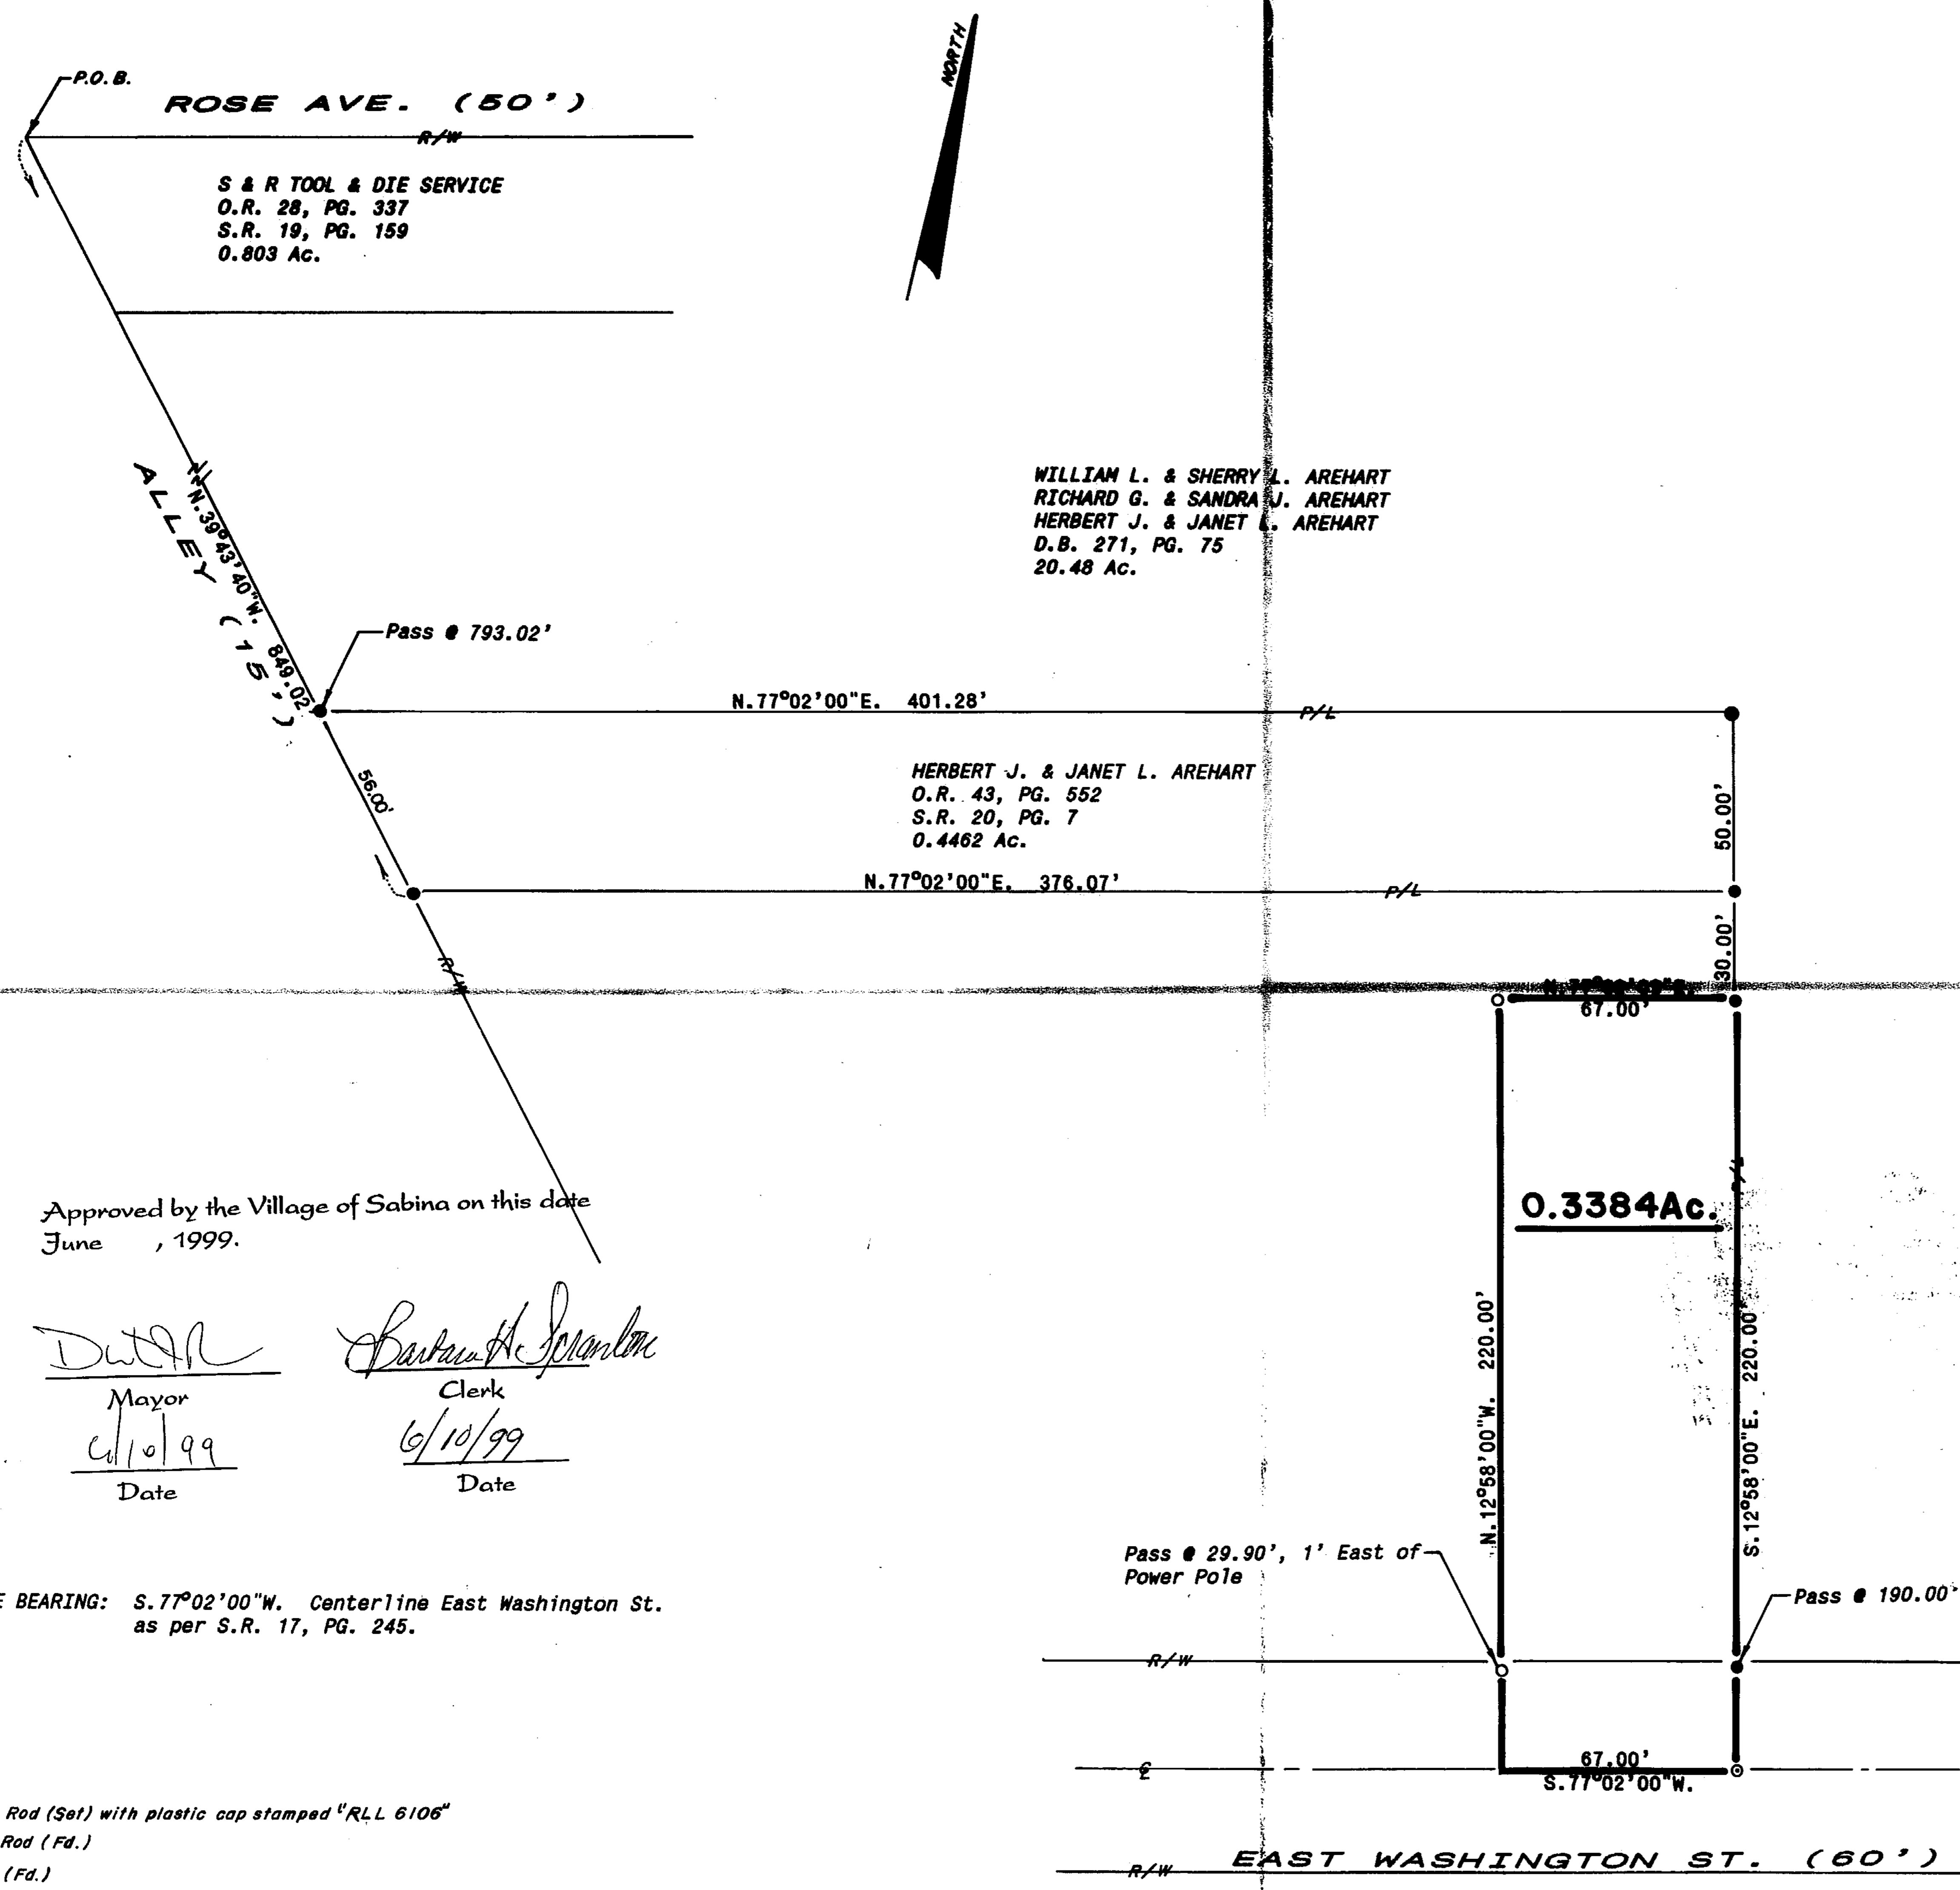 P.O.B.
ROSE AVE. (50')
R/W
NORTH
S & R TOOL & DIE SERVICE
O.R. 28, PG. 337
S.R. 19, PG. 159
0.803 Ac.
WILLIAM L. & SHERRY L. AREHART
RICHARD G. & SANDRA J. AREHART
HERBERT J. & JANET L. AREHART
D.B. 271, PG. 75
20.48 Ac.
N.39°43'40"W. 849.02'
ALLEY (15')
Pass @ 793.02'
N.77°02'00"E. 401.28'
P/L
56.00'
HERBERT J. & JANET L. AREHART
O.R. 43, PG. 552
S.R. 20, PG. 7
0.4462 Ac.
50.00'
N.77°02'00"E. 376.07'
P/L
30.00'
R/W
67.00'
0.3384Ac.
P/L
N.12°58'00"W. 220.00'
S.12°58'00"E. 220.00'
Approved by the Village of Sabina on this date
June , 1999.
Mayor
Barbara H. Scranton
Clerk
6/10/99
Date
6/10/99
Date
Pass @ 29.90', 1' East of
Power Pole
Pass @ 190.00'
E BEARING: S.77°02'00"W. Centerline East Washington St.
as per S.R. 17, PG. 245.
R/W
67.00'
S.77°02'00"W.
Rod (Set) with plastic cap stamped "RLL 6106"
Rod (Fd.)
(Fd.)
EAST WASHINGTON ST. (60')
R/W